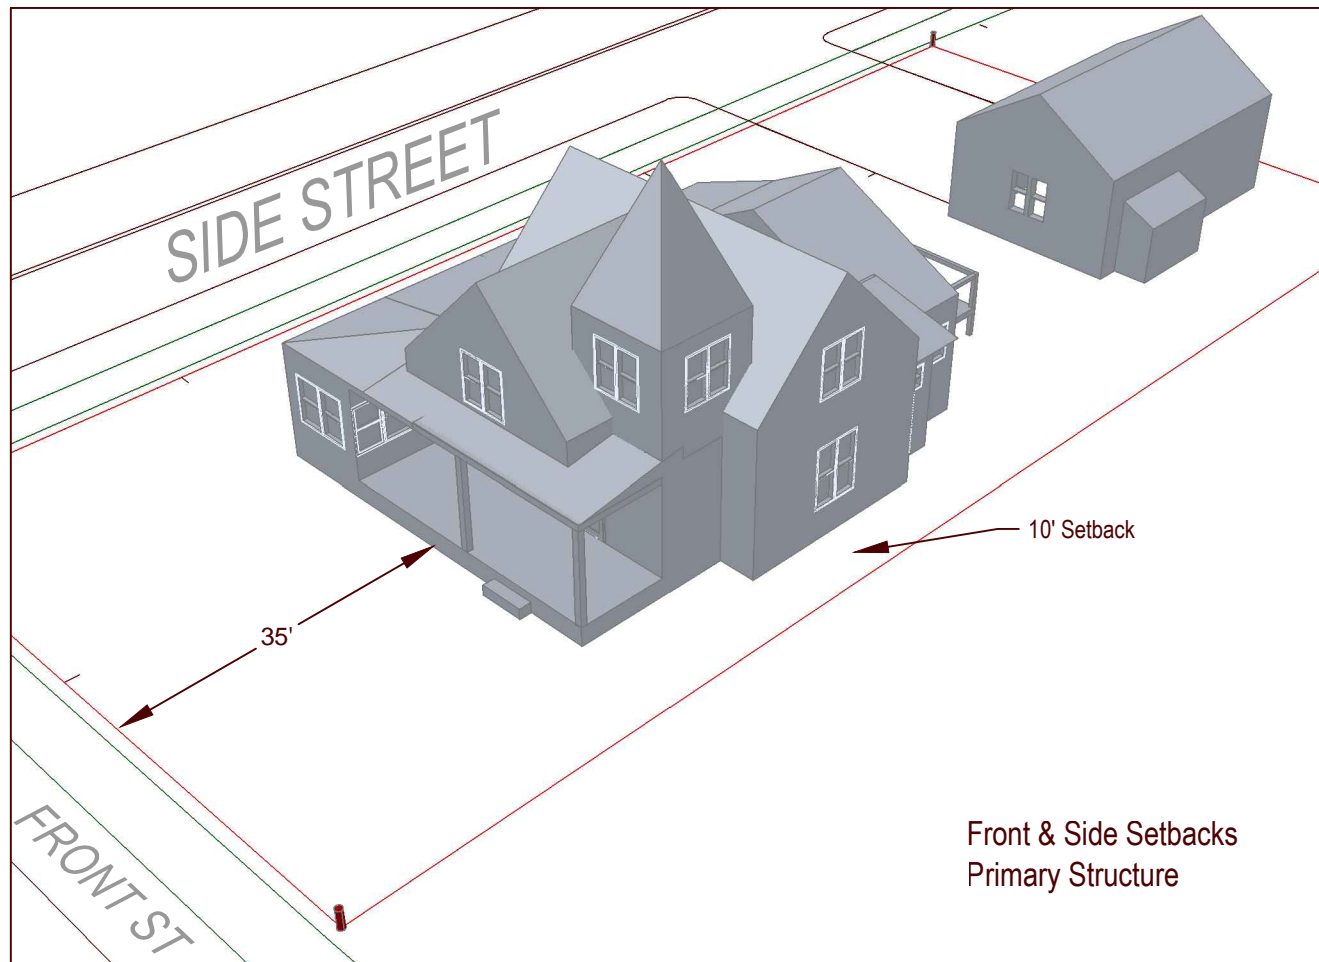 SIDE STREET
10' Setback
35'
FRONT ST
Front & Side Setbacks
Primary Structure